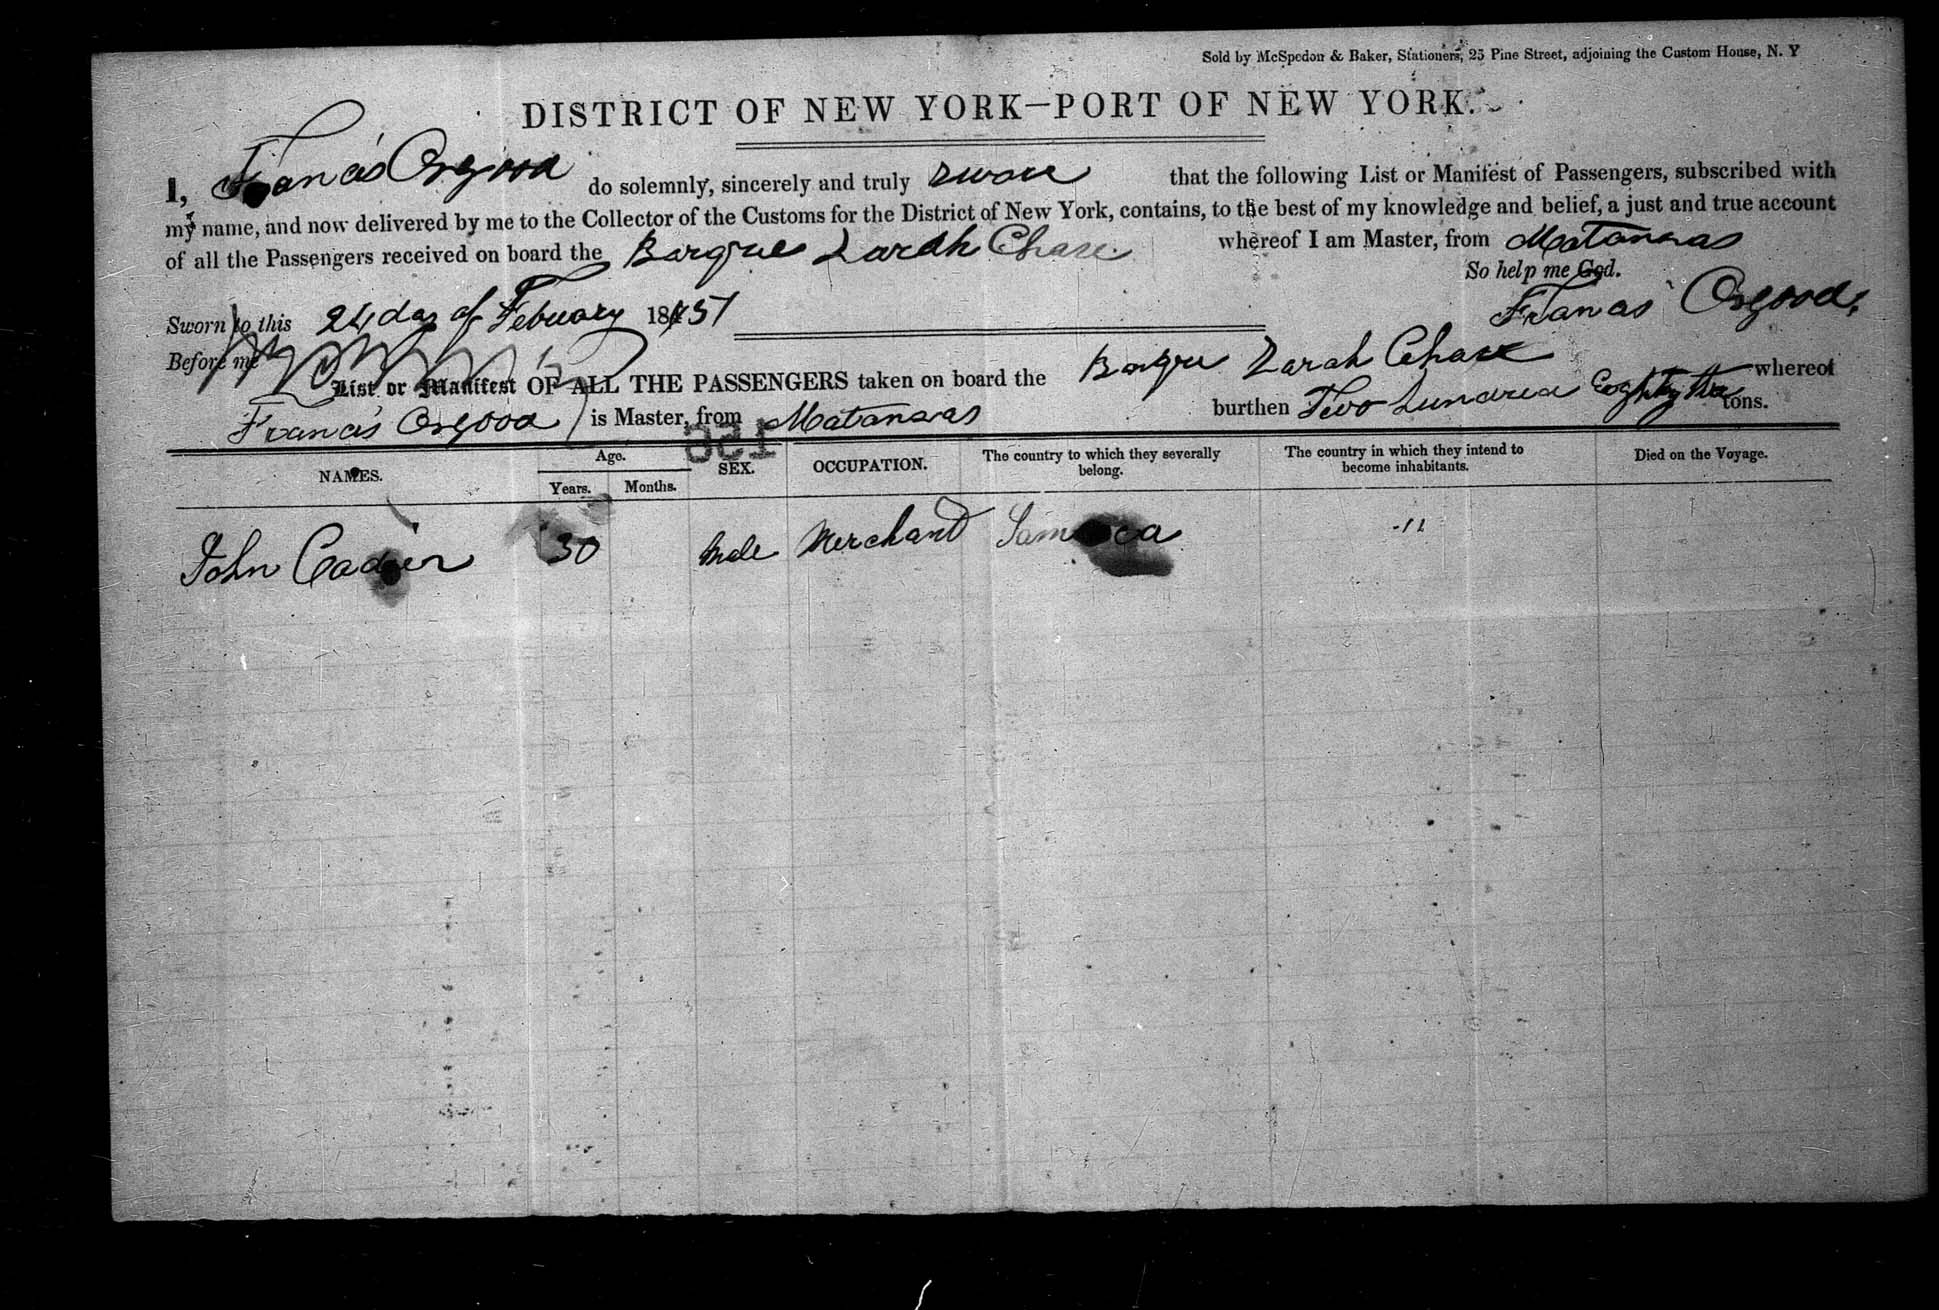 Sold by McSpedon & Baker, Stationers, 25 Pine Street, adjoining the Custom House, N. Y
DISTRICT OF NEW YORK—PORT OF NEW YORK.
I, Francis Osgood do solemnly, sincerely and truly swore that the following List or Manifest of Passengers, subscribed with
my name, and now delivered by me to the Collector of the Customs for the District of New York, contains, to the best of my knowledge and belief, a just and true account
of all the Passengers received on board the Barque Sarah Chase whereof I am Master, from Matansas
So help me God.
Sworn to this 24 day of Febuary 1851 Francis Osgood
Before me
List or Manifest OF ALL THE PASSENGERS taken on board the Barque Sarah Chase whereof
Francis Osgood is Master, from Matansas burthen Two hundred Eighty tons.
155
NAMES. Age. Years. Months. SEX. OCCUPATION. The country to which they severally belong. The country in which they intend to become inhabitants. Died on the Voyage.
John 30 Male Merchant